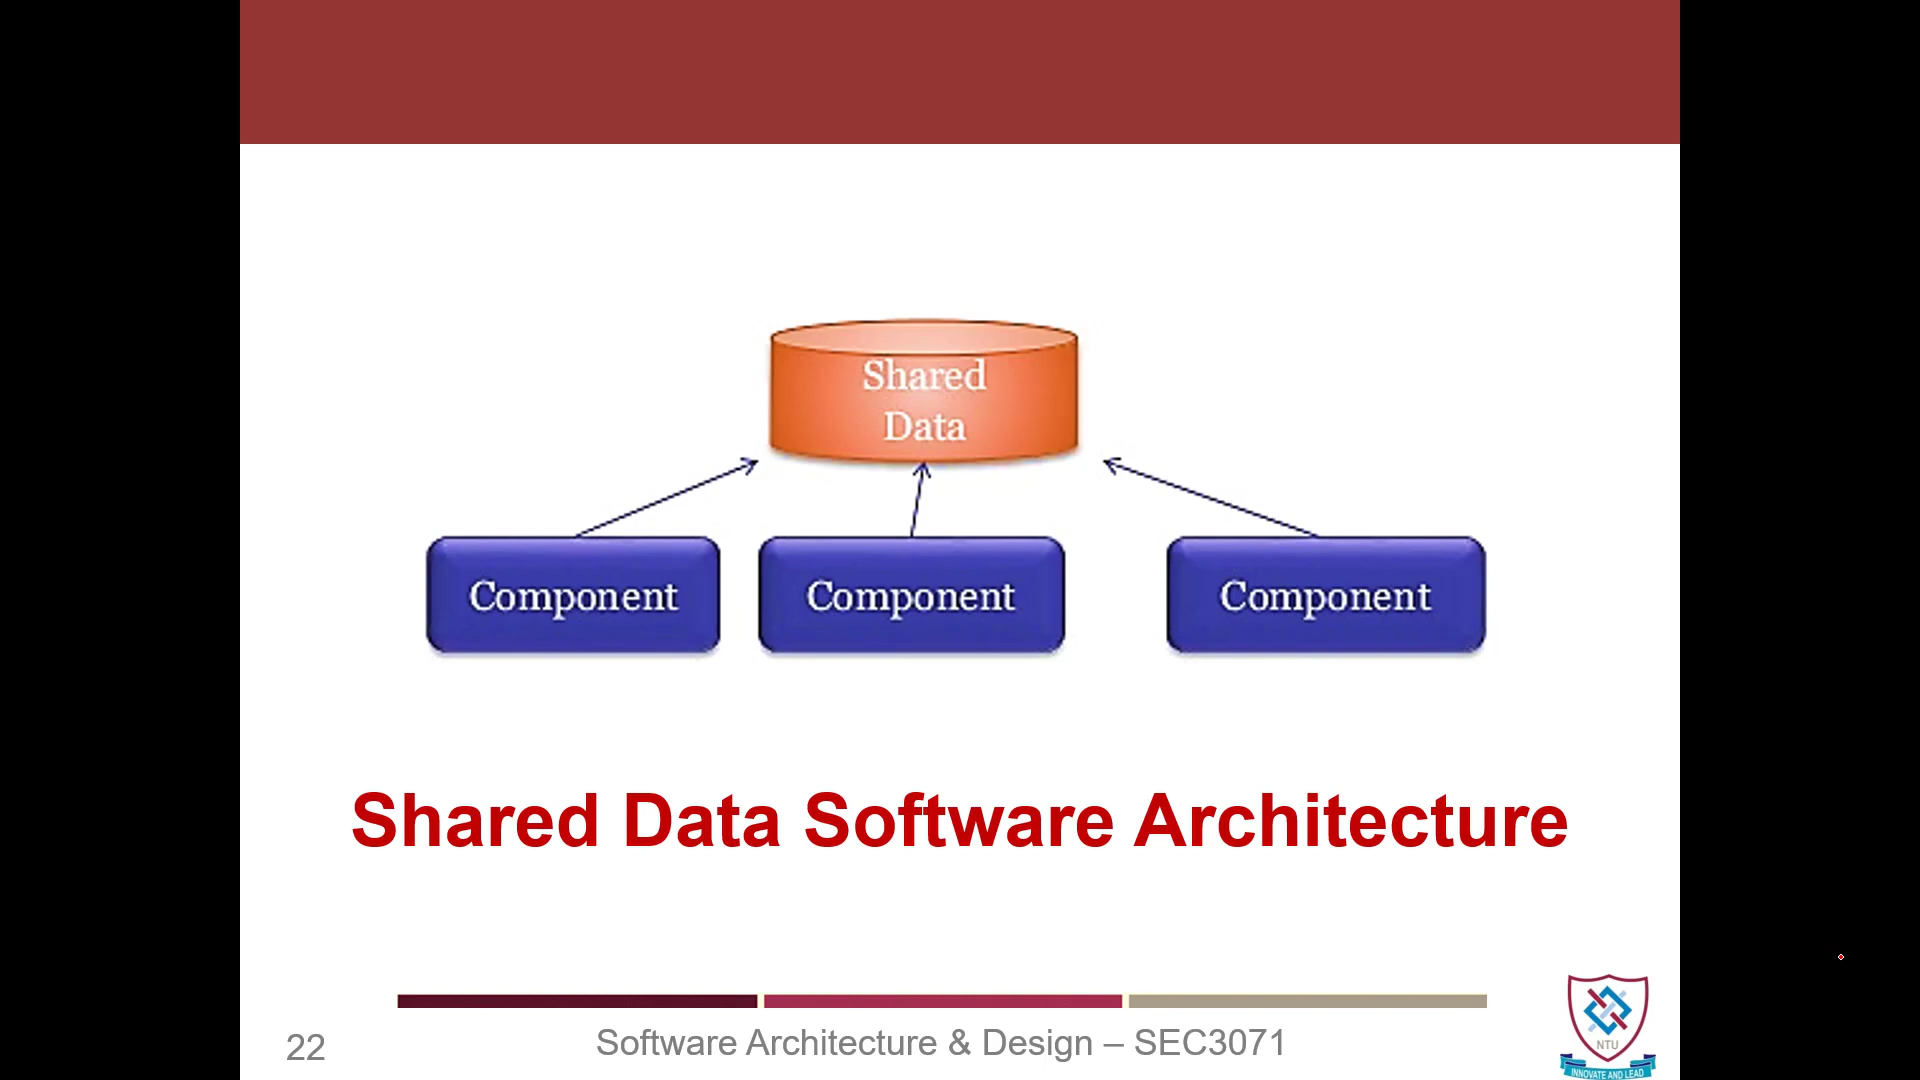 Shared
Data
Component Component Component
Shared Data Software Architecture
22
Software Architecture & Design – SEC3071
NTU
INNOVATE AND LEAD